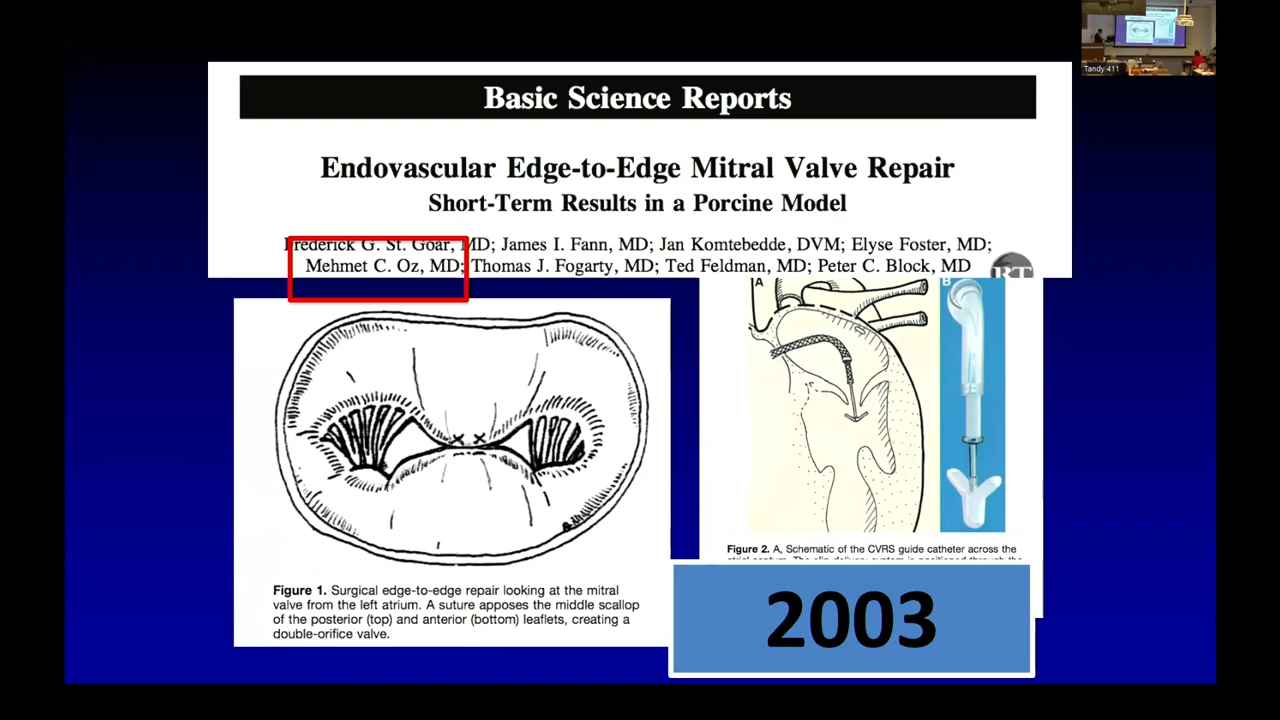 Tandy 411
Basic Science Reports
Endovascular Edge-to-Edge Mitral Valve Repair
Short-Term Results in a Porcine Model
Frederick G. St. Goar, MD; James I. Fann, MD; Jan Komtebedde, DVM; Elyse Foster, MD;
Mehmet C. Oz, MD; Thomas J. Fogarty, MD; Ted Feldman, MD; Peter C. Block, MD
RT
A
B
Figure 1. Surgical edge-to-edge repair looking at the mitral
valve from the left atrium. A suture apposes the middle scallop
of the posterior (top) and anterior (bottom) leaflets, creating a
double-orifice valve.
Figure 2. A, Schematic of the CVRS guide catheter across the
2003